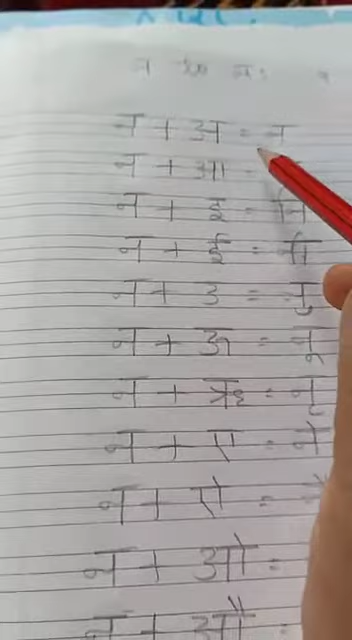 न + अ = न
न + आ =
न + इ = नि
न + ई = नी
न + उ = नु
न + ऊ = नू
न + ऋ = नृ
न + ए = ने
न + ऐ =
न + ओ =
न + औ =